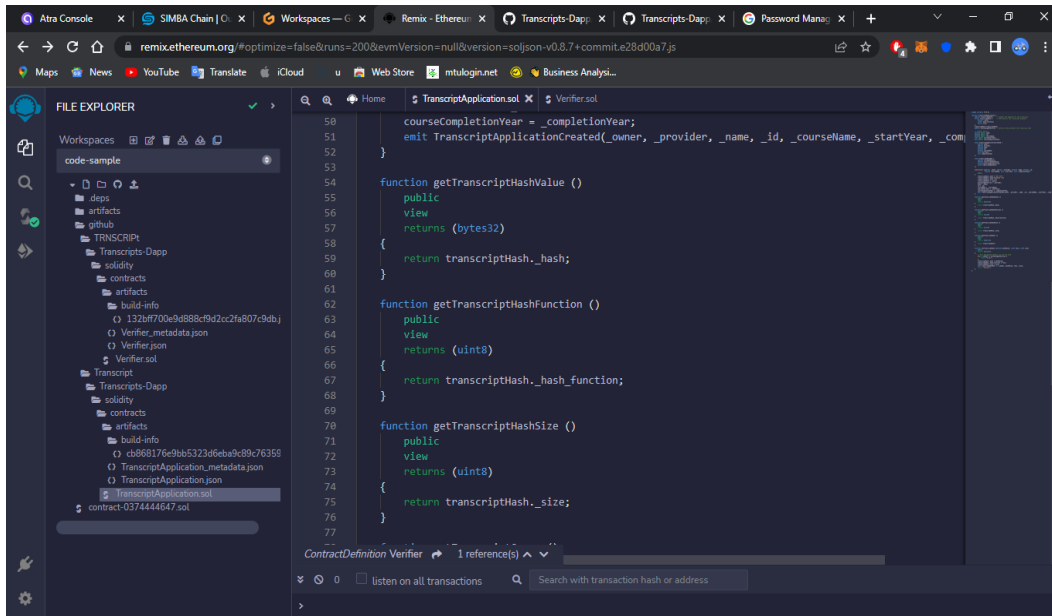 Atra Console
SIMBA Chain | O
Workspaces — G
Remix - Ethereum
Transcripts-Dapp
Transcripts-Dapp
Password Manag
remix.ethereum.org/#optimize=false&runs=200&evmVersion=null&version=soljson-v0.8.7+commit.e28d00a7.js
4
Maps
News
YouTube
Translate
iCloud
u
Web Store
mtulogin.net
Business Analysi...
FILE EXPLORER
Home
TranscriptApplication.sol
Verifier.sol
Workspaces
code-sample
.deps
artifacts
github
TRNSCRIPt
Transcripts-Dapp
solidity
contracts
artifacts
build-info
132bff700e9d888cf9d2cc2fa807c9db.j
Verifier_metadata.json
Verifier.json
Verifier.sol
Transcript
Transcripts-Dapp
solidity
contracts
artifacts
build-info
cb868176e9bb5323d6eba9c89c76359
TranscriptApplication_metadata.json
TranscriptApplication.json
TranscriptApplication.sol
contract-0374444647.sol
50 courseCompletionYear = _completionYear;
51 emit TranscriptApplicationCreated(_owner, _provider, _name, _id, _courseName, _startYear, _com
52 }
53
54 function getTranscriptHashValue ()
55 public
56 view
57 returns (bytes32)
58 {
59 return transcriptHash._hash;
60 }
61
62 function getTranscriptHashFunction ()
63 public
64 view
65 returns (uint8)
66 {
67 return transcriptHash._hash_function;
68 }
69
70 function getTranscriptHashSize ()
71 public
72 view
73 returns (uint8)
74 {
75 return transcriptHash._size;
76 }
77
ContractDefinition Verifier 1 reference(s)
0 listen on all transactions Search with transaction hash or address
>